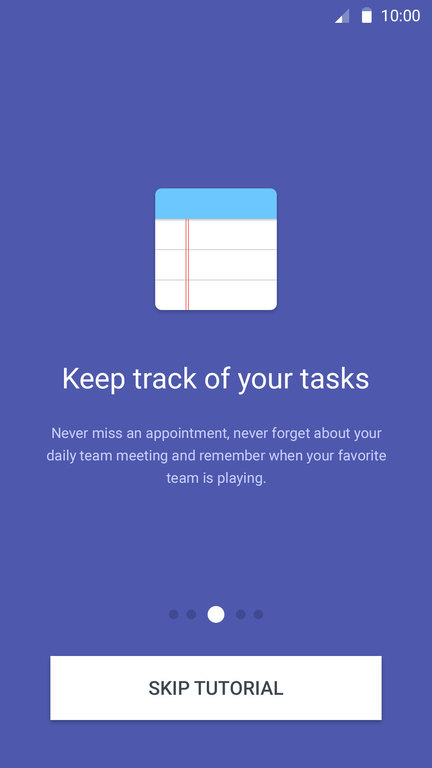 10:00
Keep track of your tasks
Never miss an appointment, never forget about your
daily team meeting and remember when your favorite
team is playing.
SKIP TUTORIAL